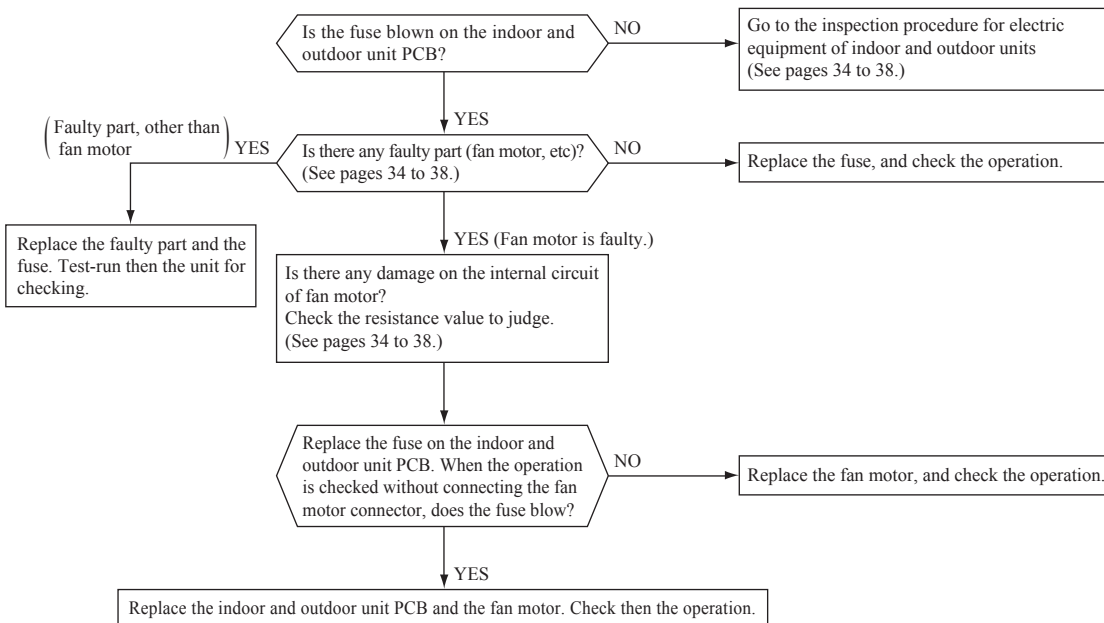 Is the fuse blown on the indoor and
outdoor unit PCB?
NO
Go to the inspection procedure for electric
equipment of indoor and outdoor units
(See pages 34 to 38.)
YES
(Faulty part, other than
fan motor)
YES
Is there any faulty part (fan motor, etc)?
(See pages 34 to 38.)
NO
Replace the fuse, and check the operation.
Replace the faulty part and the
fuse. Test-run then the unit for
checking.
YES (Fan motor is faulty.)
Is there any damage on the internal circuit
of fan motor?
Check the resistance value to judge.
(See pages 34 to 38.)
Replace the fuse on the indoor and
outdoor unit PCB. When the operation
is checked without connecting the fan
motor connector, does the fuse blow?
NO
Replace the fan motor, and check the operation.
YES
Replace the indoor and outdoor unit PCB and the fan motor. Check then the operation.